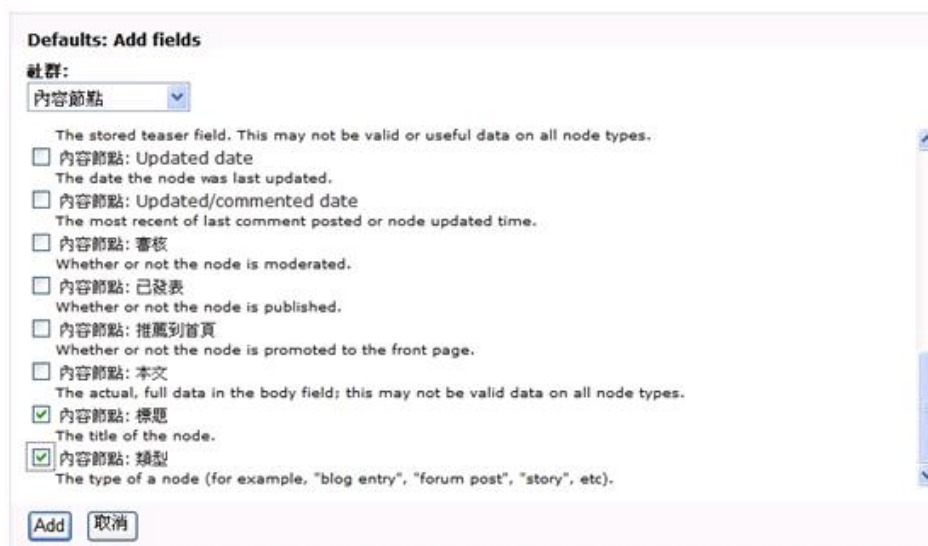 Defaults: Add fields
社群:
內容節點
The stored teaser field. This may not be valid or useful data on all node types.
內容節點: Updated date
The date the node was last updated.
內容節點: Updated/commented date
The most recent of last comment posted or node updated time.
內容節點: 審核
Whether or not the node is moderated.
內容節點: 已發表
Whether or not the node is published.
內容節點: 推薦到首頁
Whether or not the node is promoted to the front page.
內容節點: 本文
The actual, full data in the body field; this may not be valid data on all node types.
內容節點: 標題
The title of the node.
內容節點: 類型
The type of a node (for example, "blog entry", "forum post", "story", etc).
Add 取消